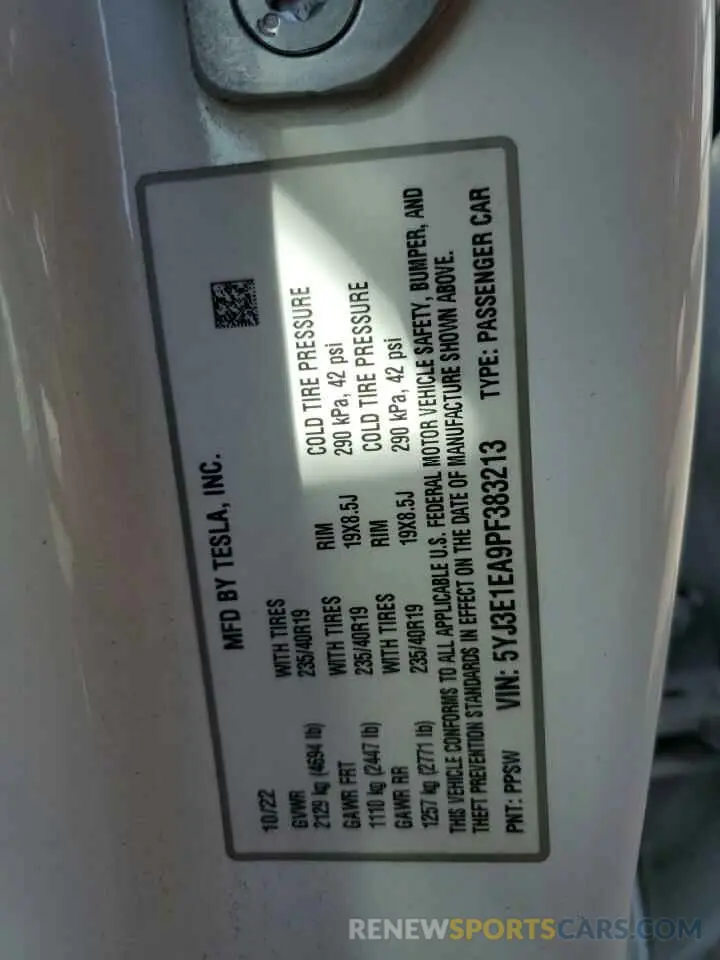 MFD BY TESLA, INC.
10/22
GVWR WITH TIRES RIM COLD TIRE PRESSURE
2129 kg (4694 lb) 235/40R19 19X8.5J 290 kPa, 42 psi
GAWR FRT WITH TIRES RIM COLD TIRE PRESSURE
1110 kg (2447 lb) 235/40R19 19X8.5J 290 kPa, 42 psi
GAWR RR WITH TIRES
1257 kg (2771 lb) 235/40R19
THIS VEHICLE CONFORMS TO ALL APPLICABLE U.S. FEDERAL MOTOR VEHICLE SAFETY, BUMPER, AND
THEFT PREVENTION STANDARDS IN EFFECT ON THE DATE OF MANUFACTURE SHOWN ABOVE.
PNT: PPSW VIN: 5YJ3E1EA9PF383213 TYPE: PASSENGER CAR
RENEWSPORTSCARS.COM